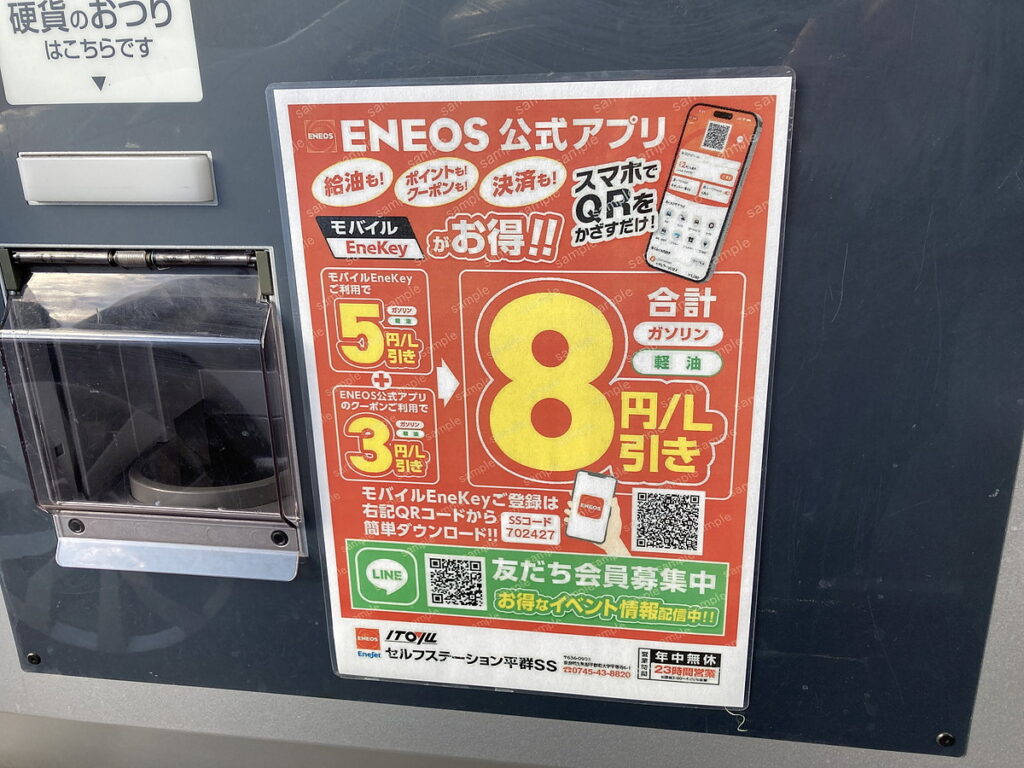 硬貨のおつり
はこちらです
▼
ENEOS
ENEOS 公式アプリ
給油も!
ポイントも!
クーポンも!
決済も!
スマホで
QRを
かざすだけ!
モバイル
EneKey
がお得!!
モバイルEneKey
ご利用で
ガソリン
軽油
5円/L
引き
+
ENEOS公式アプリ
のクーポンご利用で
ガソリン
軽油
3円/L
引き
合計
ガソリン
軽油
8円/L
引き
モバイルEneKeyご登録は
右記QRコードから
簡単ダウンロード!!
SSコード
702427
ENEOS
LINE
友だち会員募集中
お得なイベント情報配信中!!
ENEOS
EneJet
ITOYU
セルフステーション平群SS
☎0745-43-8820
営業時間
年中無休
23時間営業
sample